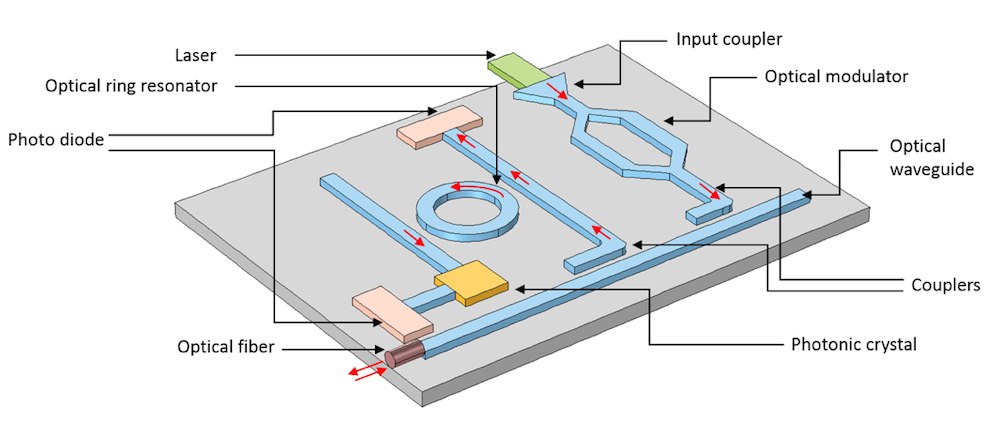 Input coupler
Laser
Optical modulator
Optical ring resonator
Photo diode
Optical
waveguide
Couplers
Optical fiber
Photonic crystal